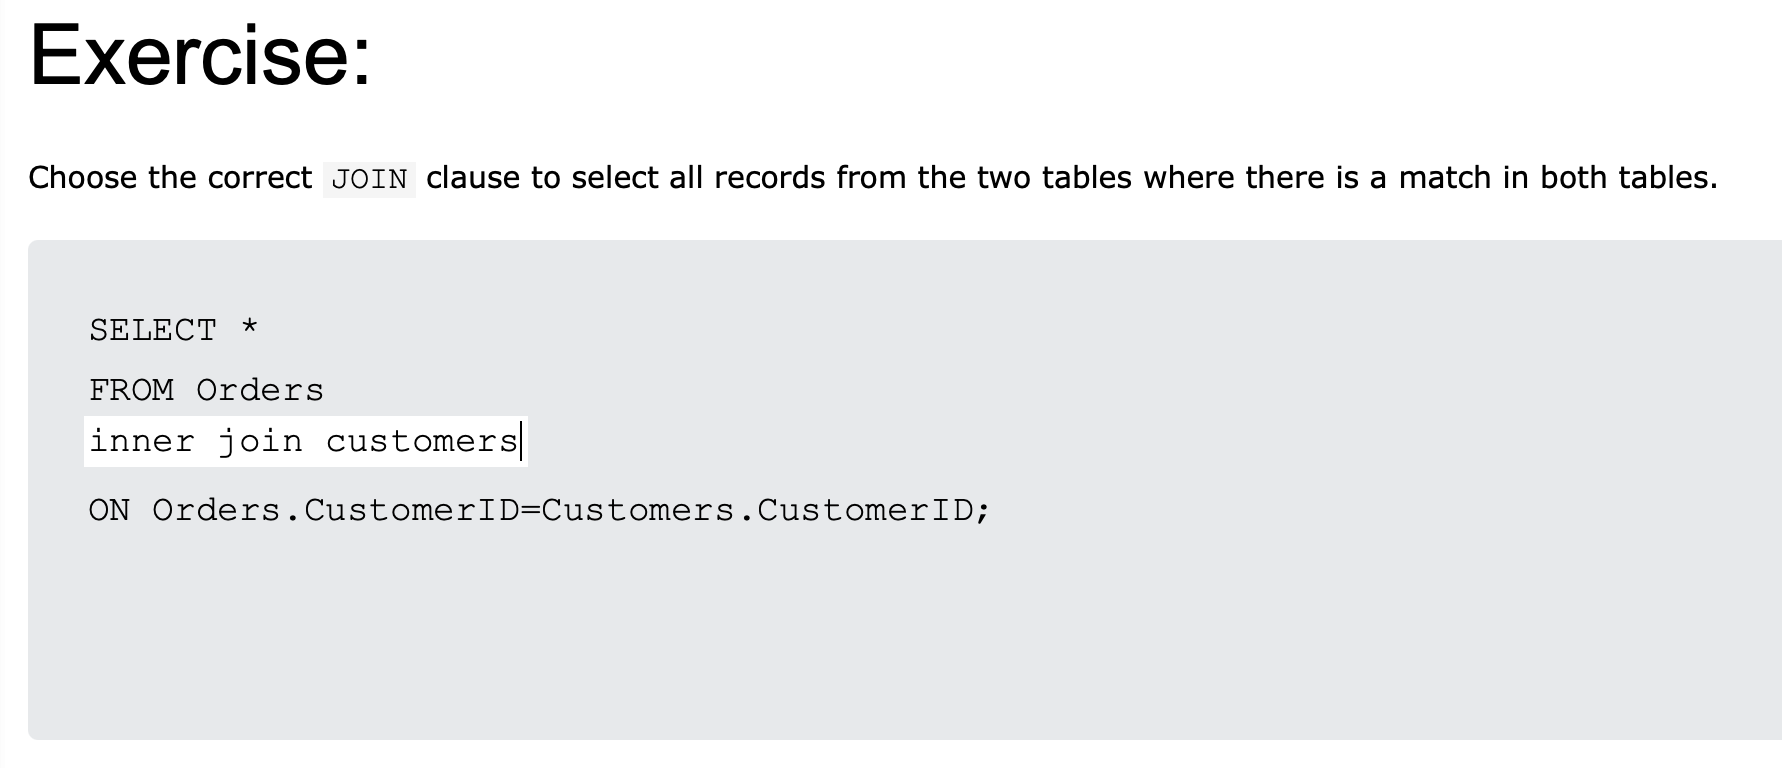 Exercise:
Choose the correct JOIN clause to select all records from the two tables where there is a match in both tables.
SELECT *
FROM Orders
inner join customers
ON Orders.CustomerID=Customers.CustomerID;